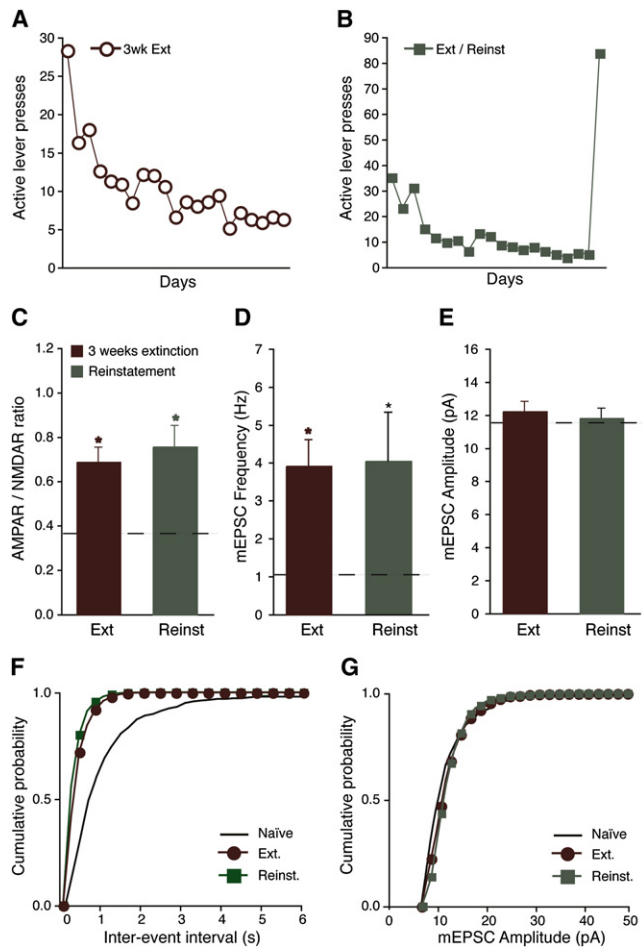 A
Active lever presses
30
25
20
15
10
5
0
3wk Ext
Days
B
Active lever presses
90
80
70
60
50
40
30
20
10
0
Ext / Reinst
Days
C
AMPAR / NMDAR ratio
1.2
1.0
0.8
0.6
0.4
0.2
0.0
3 weeks extinction
Reinstatement
*
*
Ext
Reinst
D
mEPSC Frequency (Hz)
7
6
5
4
3
2
1
0
*
*
Ext
Reinst
E
mEPSC Amplitude (pA)
16
14
12
10
8
6
4
2
0
Ext
Reinst
F
Cumulative probability
1.0
0.5
0.0
Naïve
Ext.
Reinst.
0 1 2 3 4 5 6
Inter-event interval (s)
G
Cumulative probability
1.0
0.5
0.0
Naïve
Ext.
Reinst.
0 10 20 30 40 50
mEPSC Amplitude (pA)